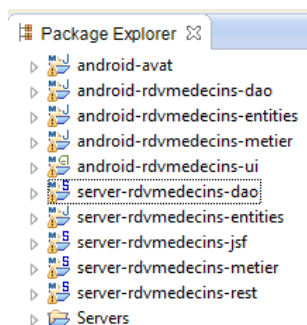 Package Explorer
android-avat
android-rdvmedecins-dao
android-rdvmedecins-entities
android-rdvmedecins-metier
android-rdvmedecins-ui
server-rdvmedecins-dao
server-rdvmedecins-entities
server-rdvmedecins-jsf
server-rdvmedecins-metier
server-rdvmedecins-rest
Servers